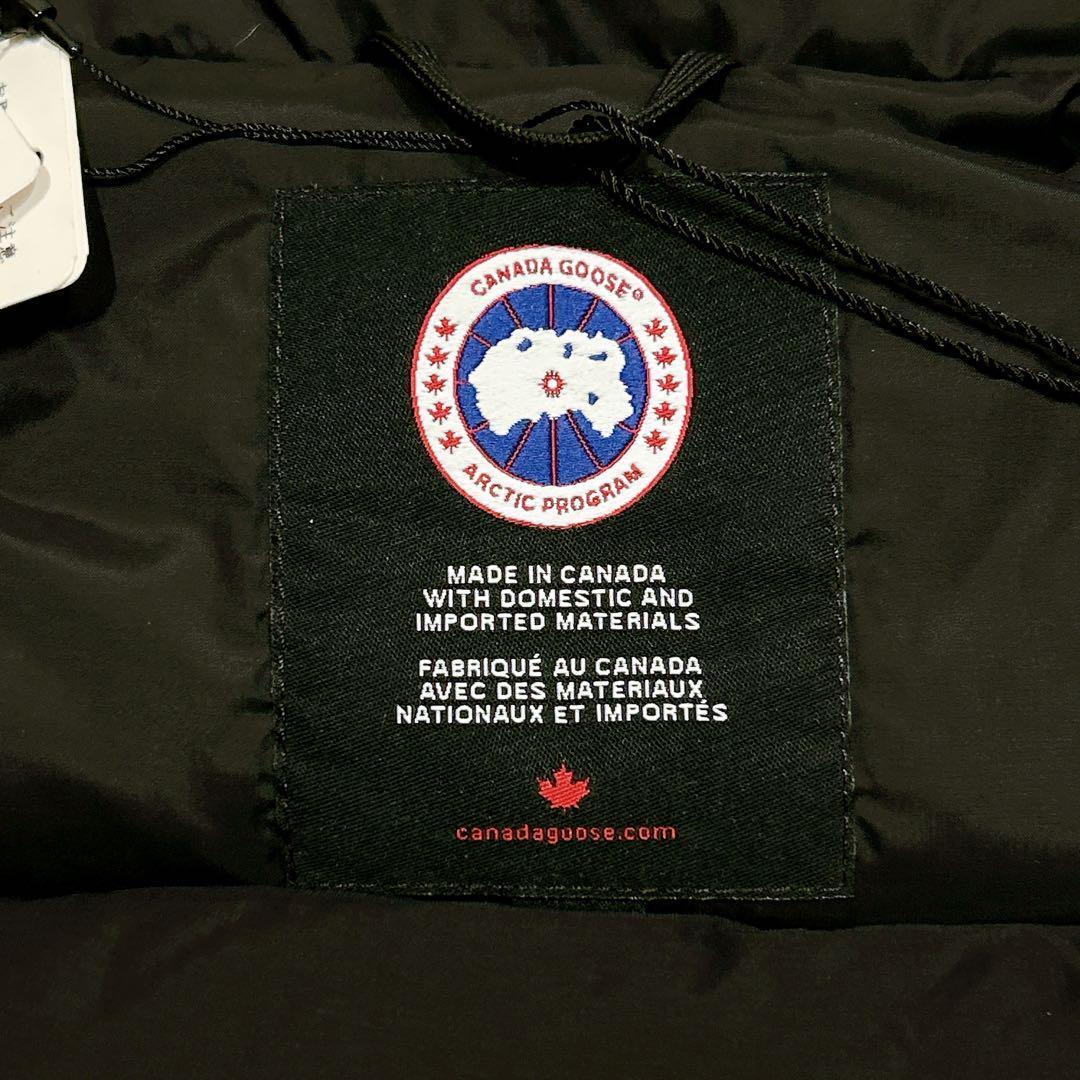 CANADA GOOSE®
ARCTIC PROGRAM
MADE IN CANADA
WITH DOMESTIC AND
IMPORTED MATERIALS
FABRIQUÉ AU CANADA
AVEC DES MATERIAUX
NATIONAUX ET IMPORTÉS
canadagoose.com